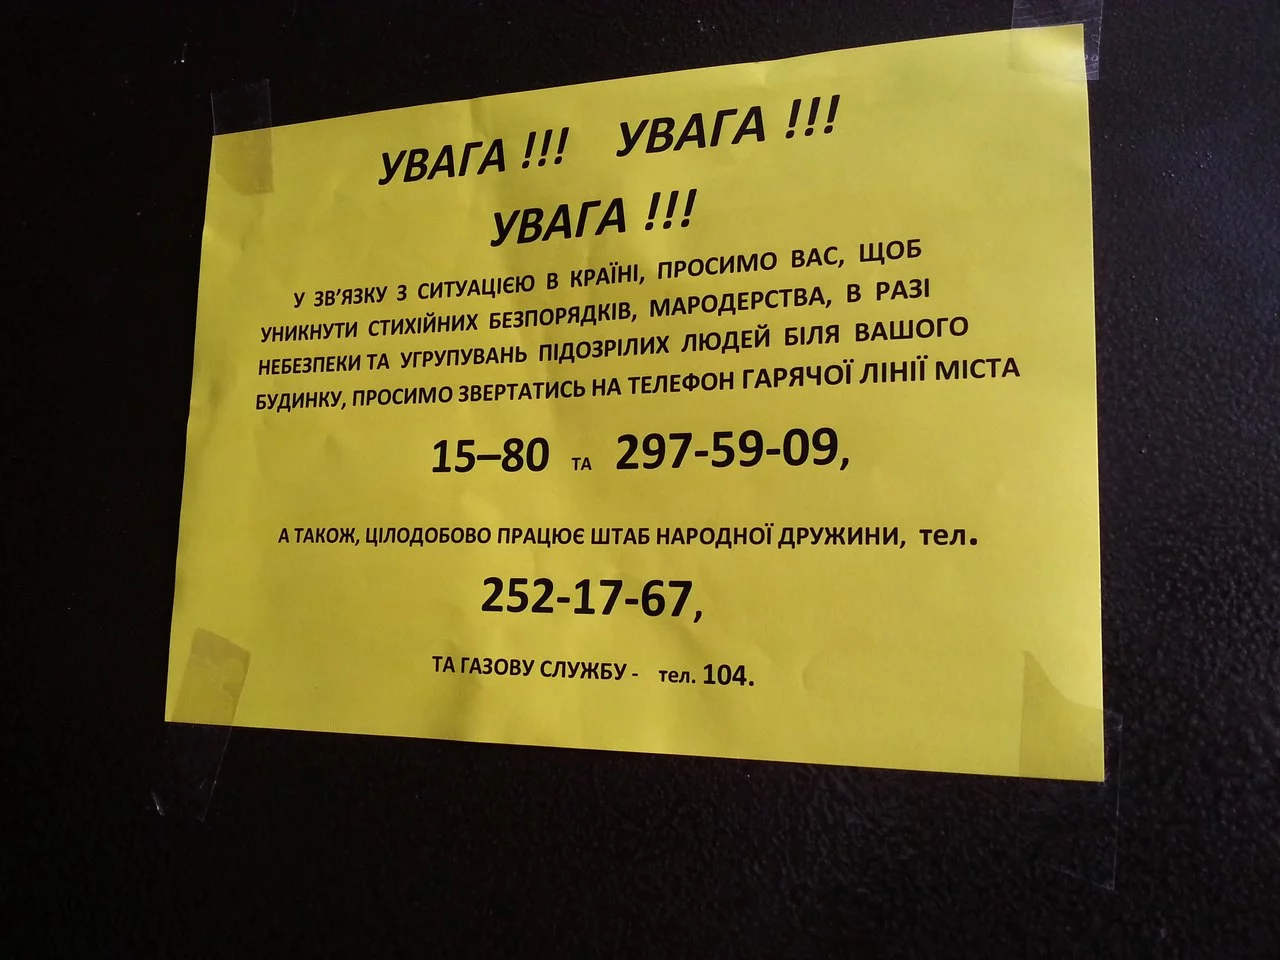 УВАГА !!! УВАГА !!!
УВАГА !!!
У ЗВ'ЯЗКУ З СИТУАЦІЄЮ В КРАЇНІ, ПРОСИМО ВАС, ЩОБ
УНИКНУТИ СТИХІЙНИХ БЕЗПОРЯДКІВ, МАРОДЕРСТВА, В РАЗІ
НЕБЕЗПЕКИ ТА УГРУПУВАНЬ ПІДОЗРІЛИХ ЛЮДЕЙ БІЛЯ ВАШОГО
БУДИНКУ, ПРОСИМО ЗВЕРТАТИСЬ НА ТЕЛЕФОН ГАРЯЧОЇ ЛІНІЇ МІСТА
15–80 ТА 297-59-09,
А ТАКОЖ, ЦІЛОДОБОВО ПРАЦЮЄ ШТАБ НАРОДНОЇ ДРУЖИНИ, тел.
252-17-67,
ТА ГАЗОВУ СЛУЖБУ - тел. 104.